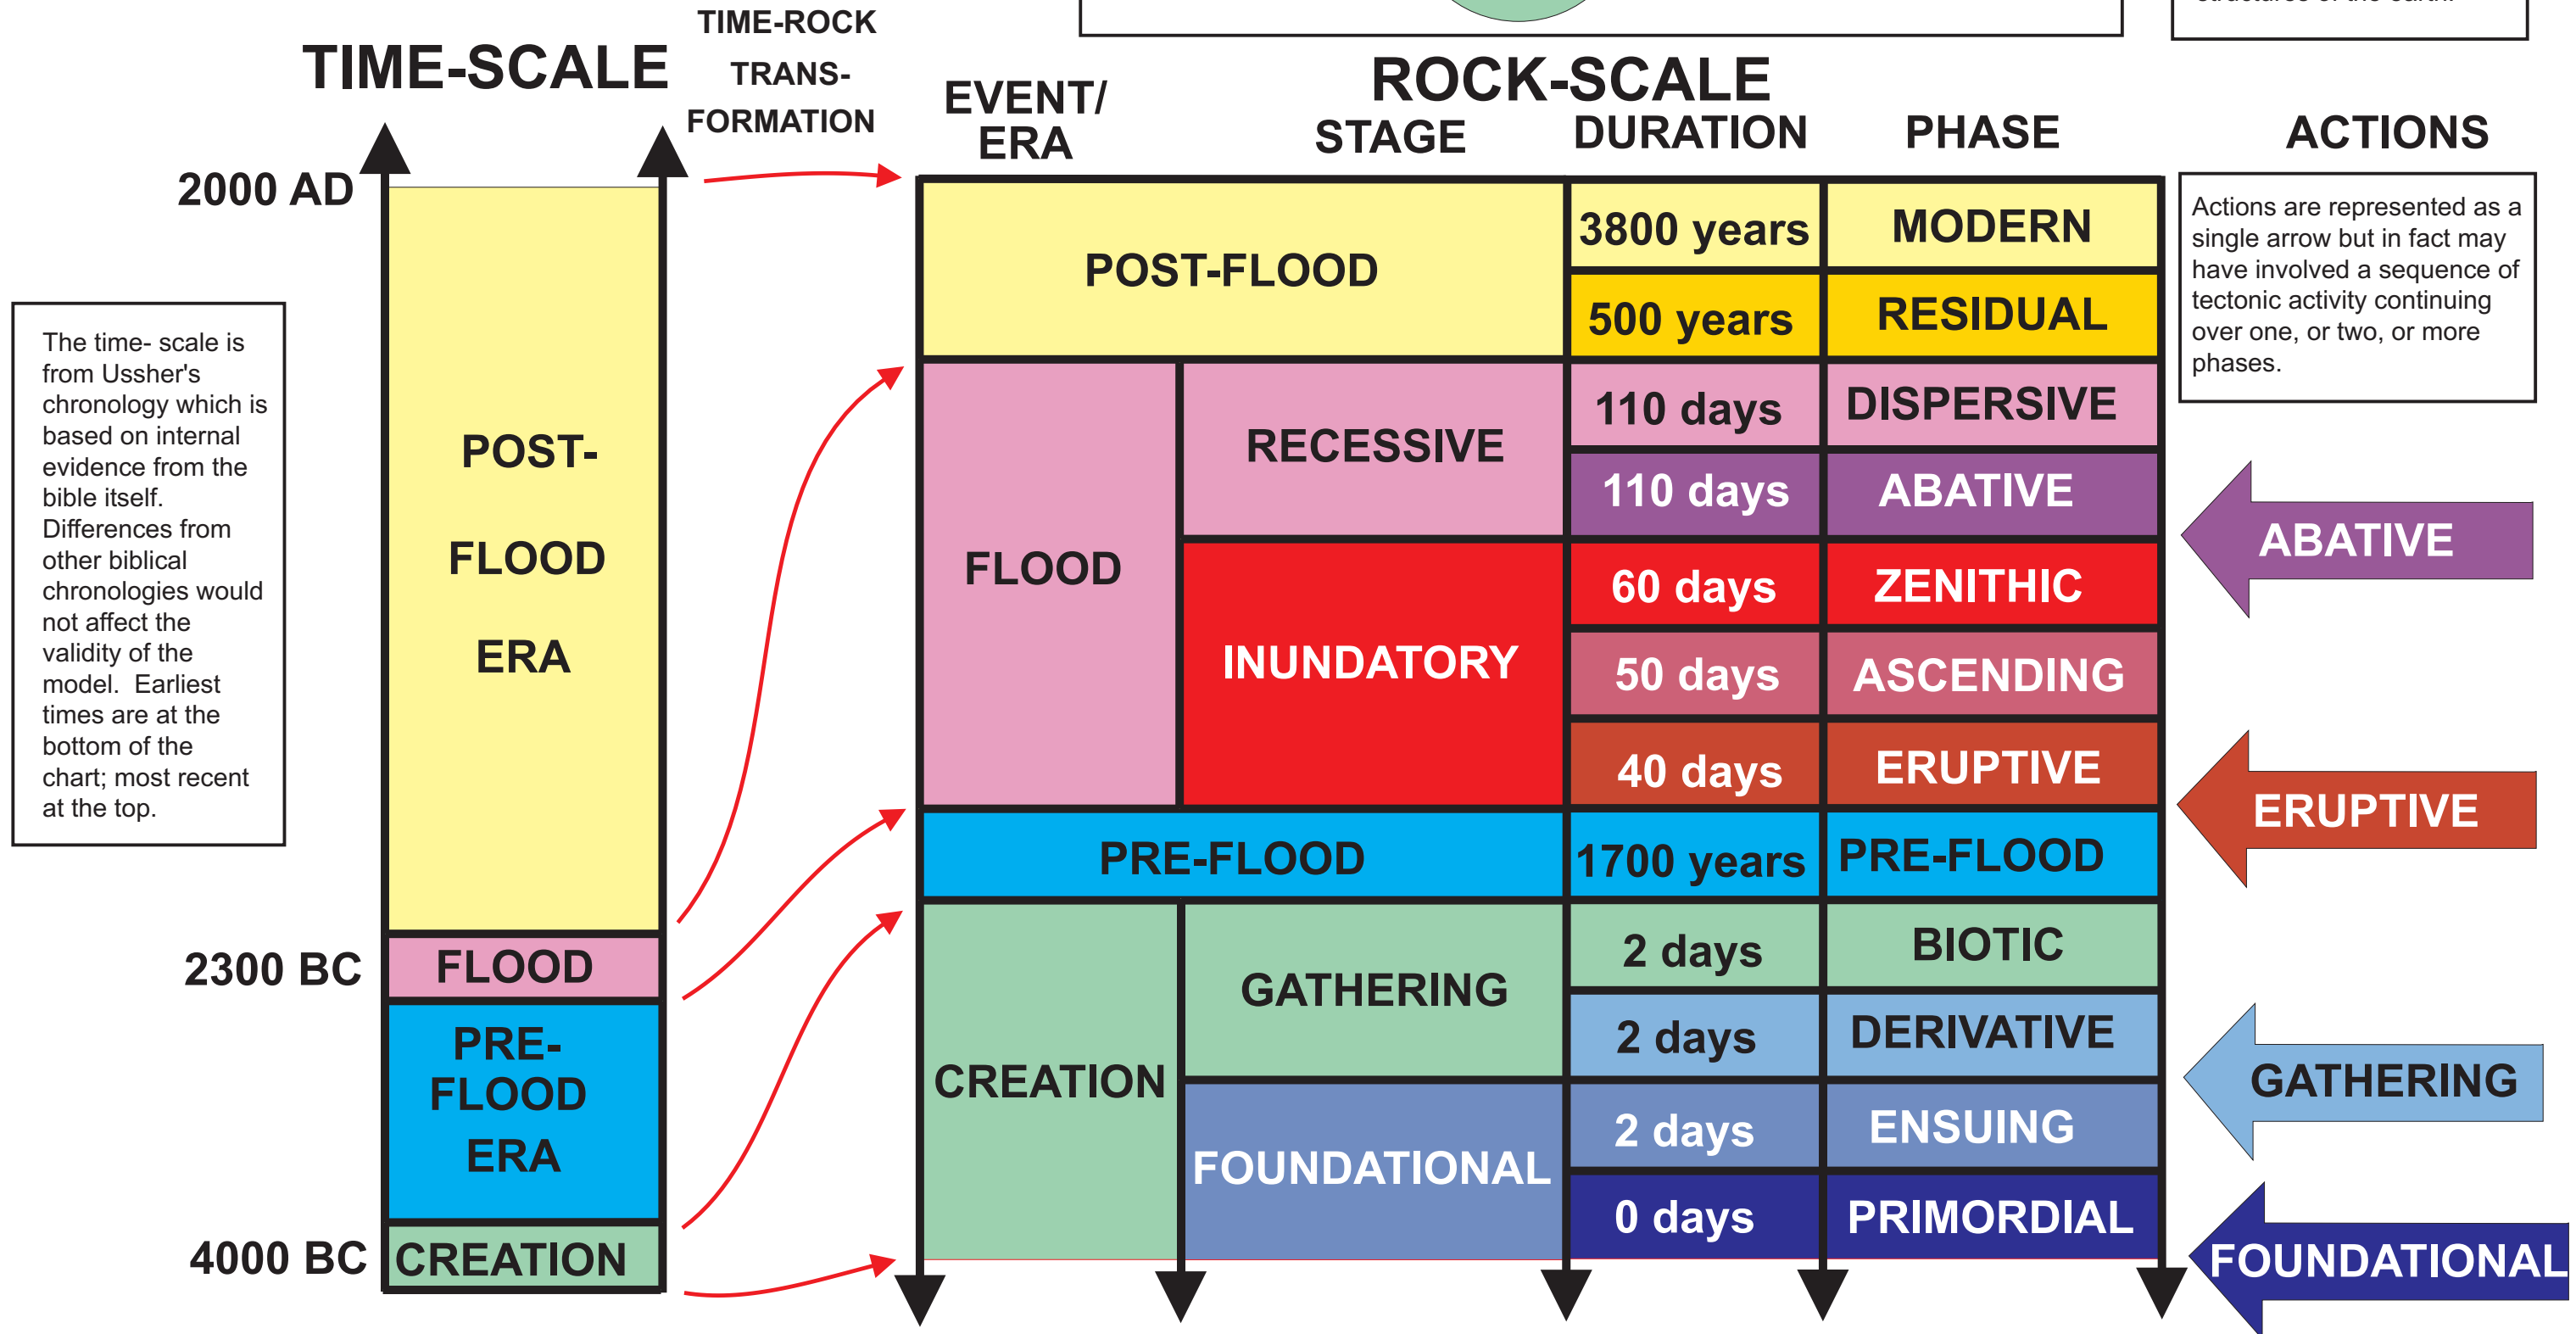 structures of the earth.
TIME-ROCK
TRANS-
FORMATION
TIME-SCALE
ROCK-SCALE
EVENT/
ERA
STAGE
DURATION
PHASE
ACTIONS
2000 AD
2300 BC
4000 BC
The time- scale is
from Ussher's
chronology which is
based on internal
evidence from the
bible itself.
Differences from
other biblical
chronologies would
not affect the
validity of the
model.  Earliest
times are at the
bottom of the
chart; most recent
at the top.
POST-
FLOOD
ERA
FLOOD
PRE-
FLOOD
ERA
CREATION
POST-FLOOD
3800 years
MODERN
500 years
RESIDUAL
FLOOD
RECESSIVE
110 days
DISPERSIVE
110 days
ABATIVE
INUNDATORY
60 days
ZENITHIC
50 days
ASCENDING
40 days
ERUPTIVE
PRE-FLOOD
1700 years
PRE-FLOOD
CREATION
GATHERING
2 days
BIOTIC
2 days
DERIVATIVE
FOUNDATIONAL
2 days
ENSUING
0 days
PRIMORDIAL
Actions are represented as a
single arrow but in fact may
have involved a sequence of
tectonic activity continuing
over one, or two, or more
phases.
ABATIVE
ERUPTIVE
GATHERING
FOUNDATIONAL